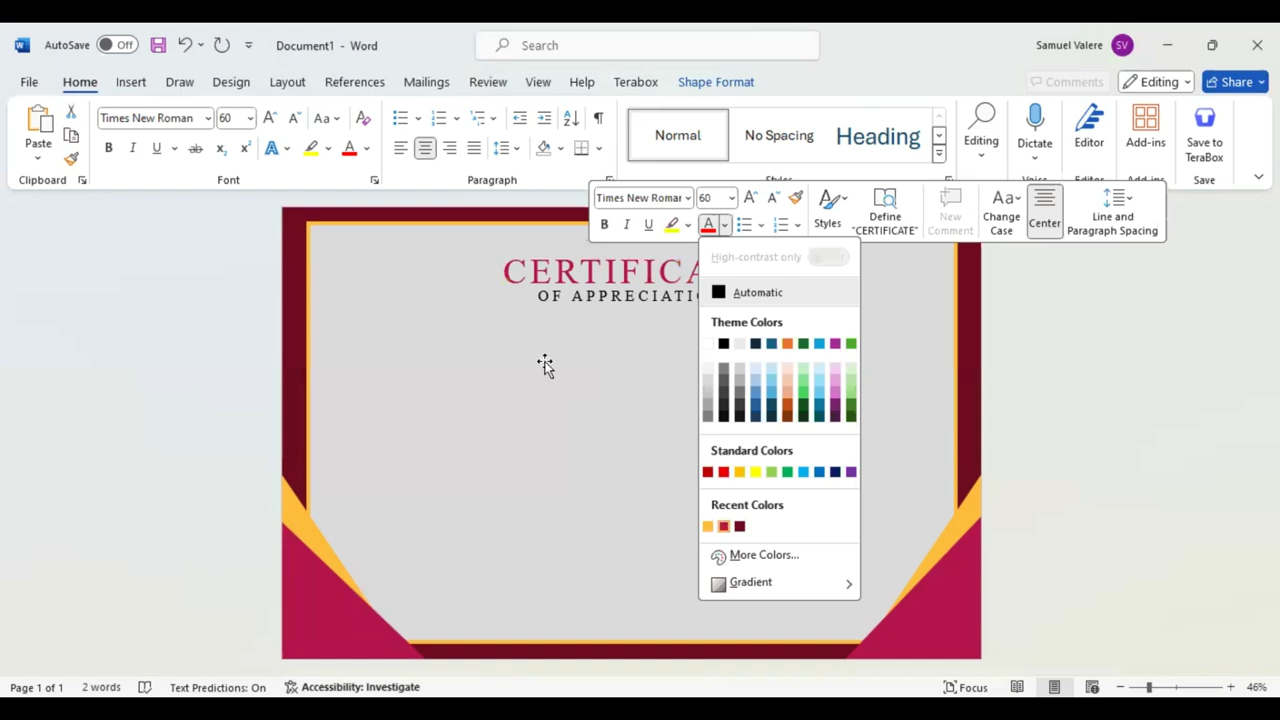 AutoSave Off Document1 - Word Search Samuel Valere SV
File Home Insert Draw Design Layout References Mailings Review View Help Terabox Shape Format Comments Editing Share
Times New Roman 60 Aa
Paste
Normal No Spacing Heading
Editing Dictate Editor Add-ins Save to TeraBox
Clipboard Font Paragraph Save
Times New Roman 60 Aa
Styles Define "CERTIFICATE" New Comment Change Case Center Line and Paragraph Spacing
High-contrast only
Automatic
Theme Colors
Standard Colors
Recent Colors
More Colors...
Gradient
CERTIFICA
OF APPRECIATI
Page 1 of 1 2 words Text Predictions: On Accessibility: Investigate Focus 46%